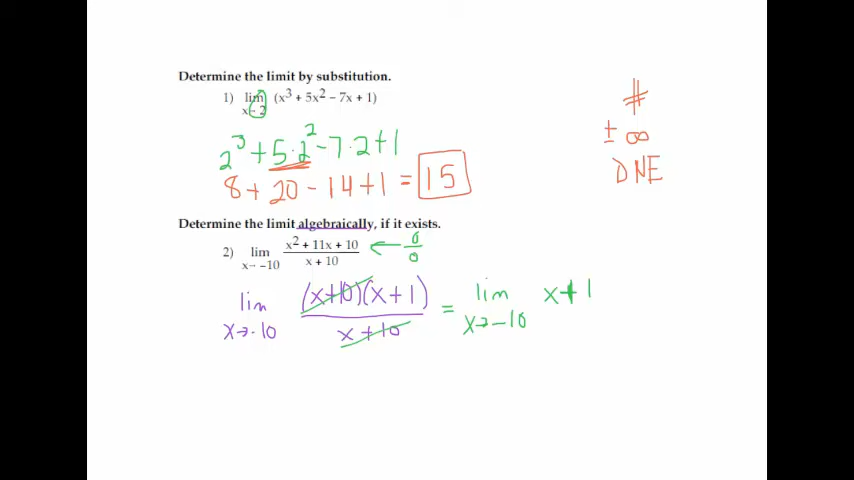 Determine the limit by substitution.
1) lim x→2 (x³ + 5x² − 7x + 1)
#
± ∞
DNE
2³ + 5·2² − 7·2 + 1
8 + 20 − 14 + 1 = 15
Determine the limit algebraically, if it exists.
2) lim x→ −10 (x² + 11x + 10)/(x + 10) ← 0/0
lim x→ -10 (x+10)(x+1)/(x+10) = lim x→ −10 x+1